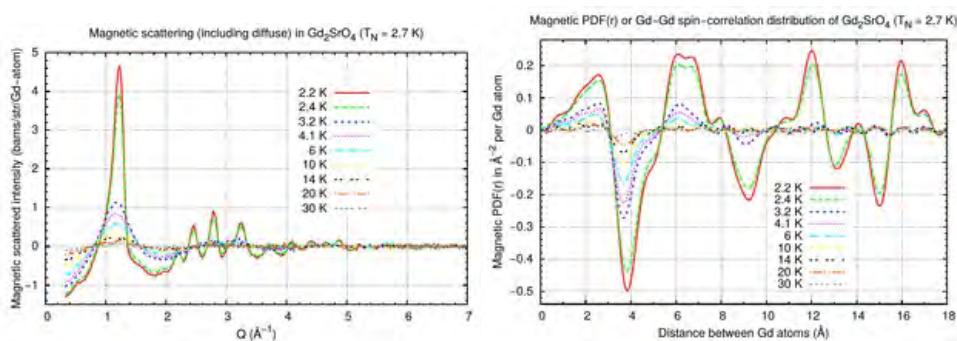 Magnetic scattering (including diffuse) in Gd₂SrO₄ (T_N = 2.7 K)
Magnetic scattered intensity (barns/str/Gd−atom)
5
4
3
2
1
0
−1
2.2 K
2.4 K
3.2 K
4.1 K
6 K
10 K
14 K
20 K
30 K
0 1 2 3 4 5 6 7
Q (Å⁻¹)
Magnetic PDF(r) or Gd−Gd spin−correlation distribution of Gd₂SrO₄ (T_N = 2.7 K)
Magnetic PDF(r) in Å⁻² per Gd atom
0.2
0.1
0
−0.1
−0.2
−0.3
−0.4
−0.5
2.2 K
2.4 K
3.2 K
4.1 K
6 K
10 K
14 K
20 K
30 K
0 2 4 6 8 10 12 14 16 18
Distance between Gd atoms (Å)